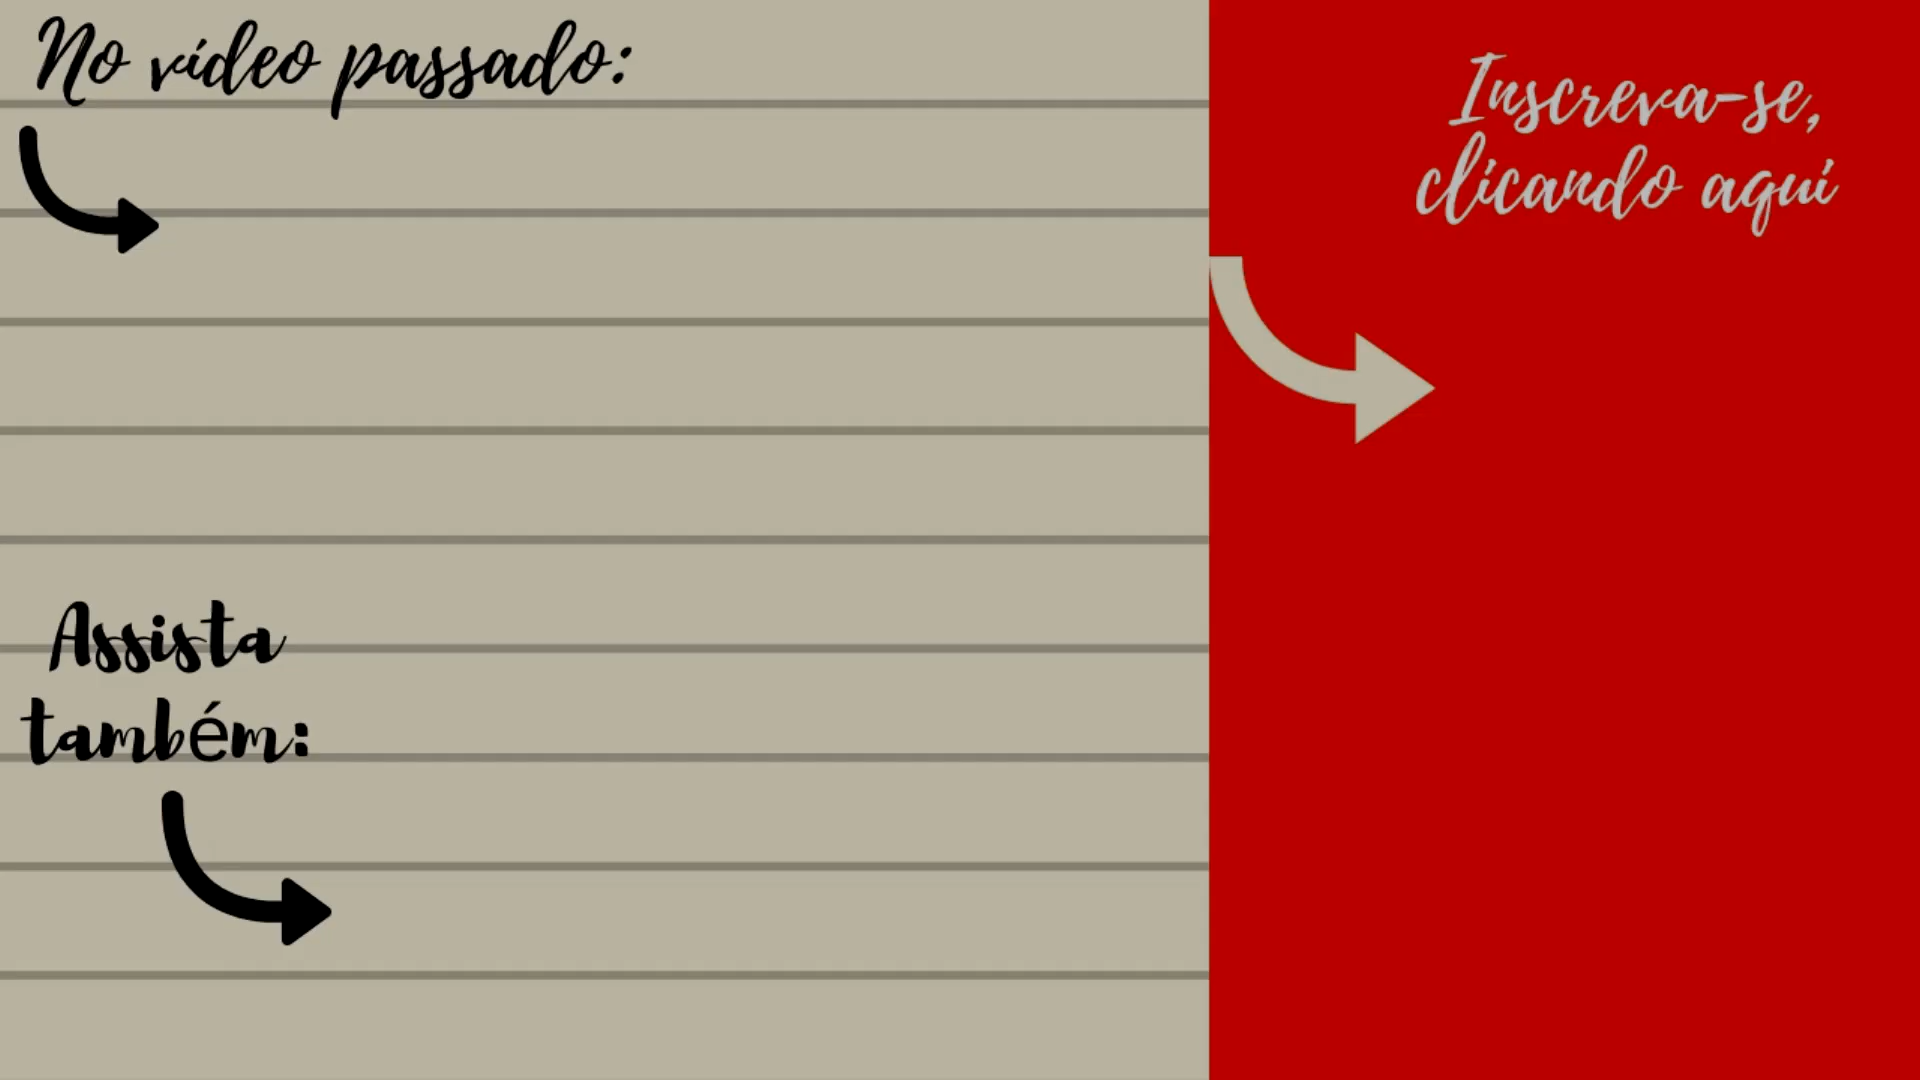 No vídeo passado:
Inscreva-se,
clicando aqui
Assista
também: